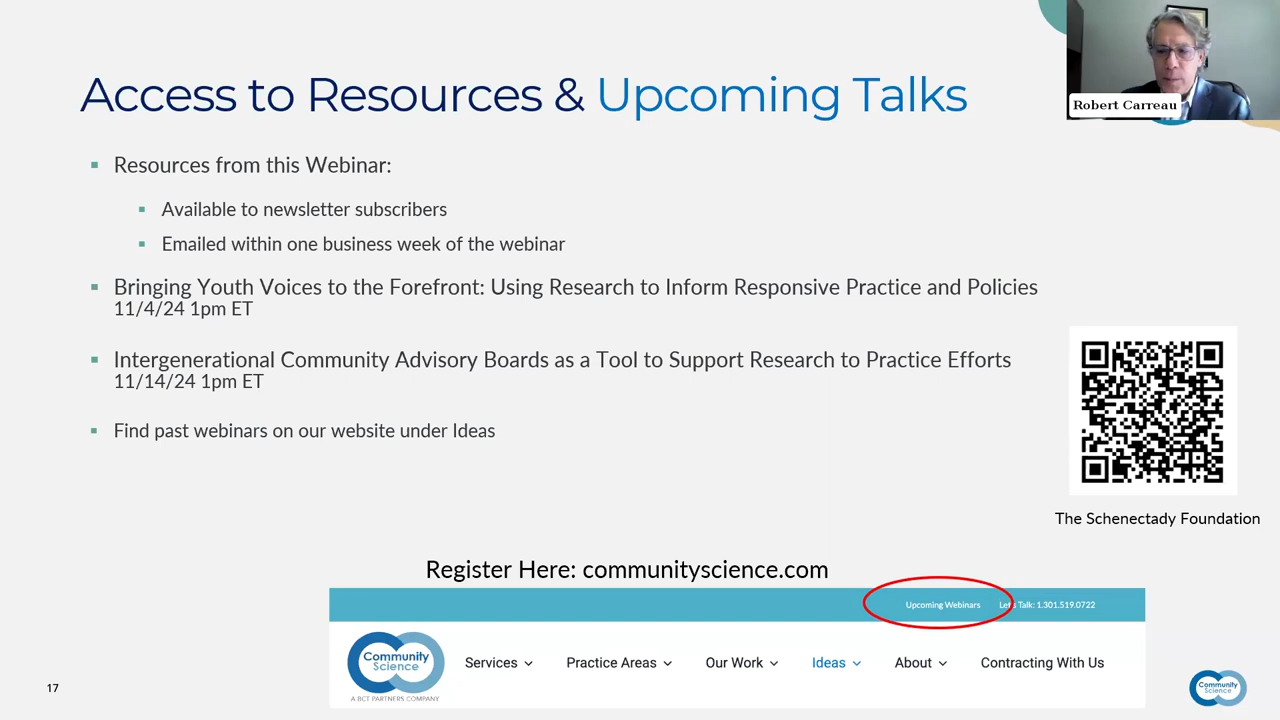 Robert Carreau
Access to Resources & Upcoming Talks
Resources from this Webinar:
Available to newsletter subscribers
Emailed within one business week of the webinar
Bringing Youth Voices to the Forefront: Using Research to Inform Responsive Practice and Policies
11/4/24 1pm ET
Intergenerational Community Advisory Boards as a Tool to Support Research to Practice Efforts
11/14/24 1pm ET
Find past webinars on our website under Ideas
The Schenectady Foundation
Register Here: communityscience.com
Upcoming Webinars Let's Talk: 1.301.519.0722
Community
Science
A BCT PARTNERS COMPANY
Services Practice Areas Our Work Ideas About Contracting With Us
17
Community
Science